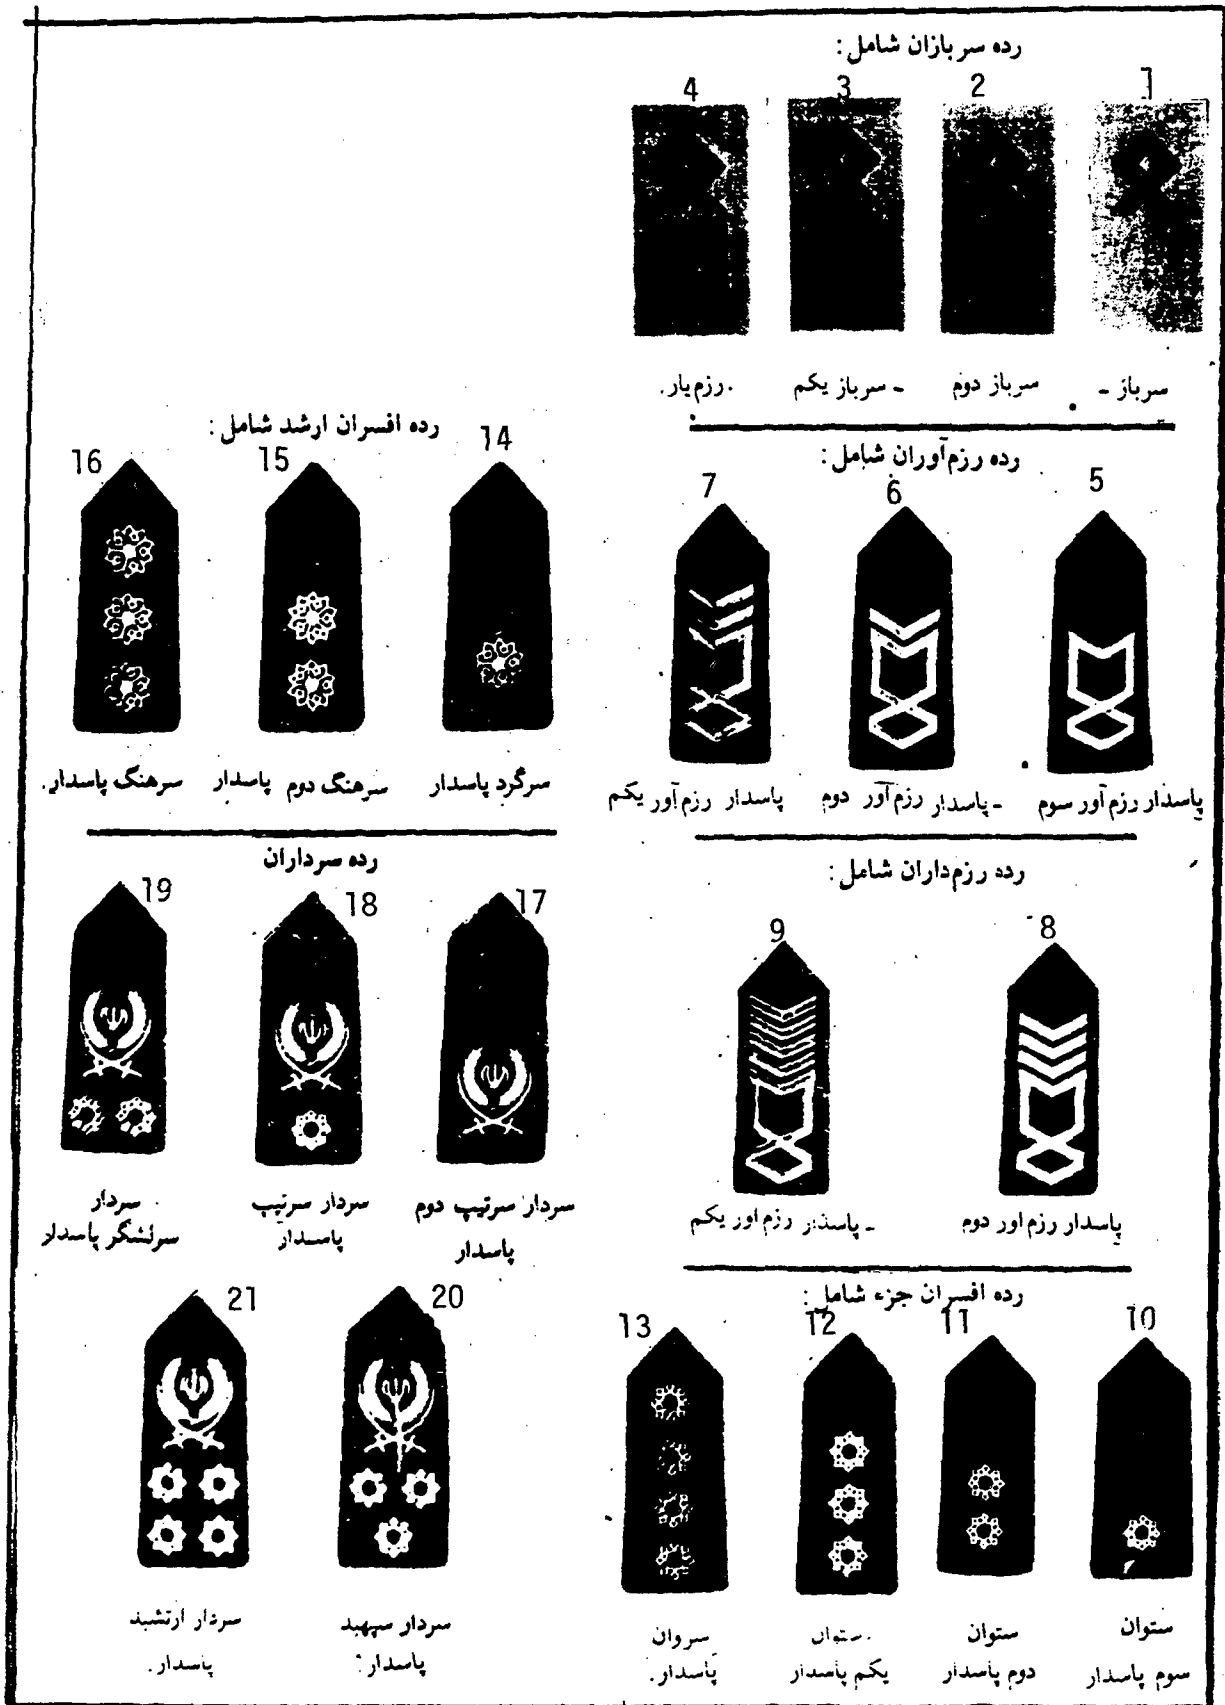 رده سربازان شامل:
1
2
3
4
سرباز -
سرباز دوم
- سرباز یکم
.رزم‌یار.
رده رزم‌آوران شامل:
5
6
7
پاسدار رزم‌آور سوم
- پاسدار رزم‌آور دوم
پاسدار رزم‌آور یکم
رده رزم‌داران شامل:
8
9
پاسدار رزم اور دوم
- پاسدار رزم اور یکم
رده افسران جزء شامل:
10
11
12
13
ستوان
سوم پاسدار
ستوان
دوم پاسدار
ستوان
یکم پاسدار
سروان
پاسدار.
رده افسران ارشد شامل:
14
15
16
سرگرد پاسدار
سرهنگ دوم پاسدار
سرهنگ پاسدار.
رده سرداران
17
18
19
سردار سرتیپ دوم
پاسدار
سردار سرتیپ
پاسدار
سردار
سرلشگر پاسدار
20
21
سردار سپهبد
پاسدار.
سردار ارتشبد
پاسدار.